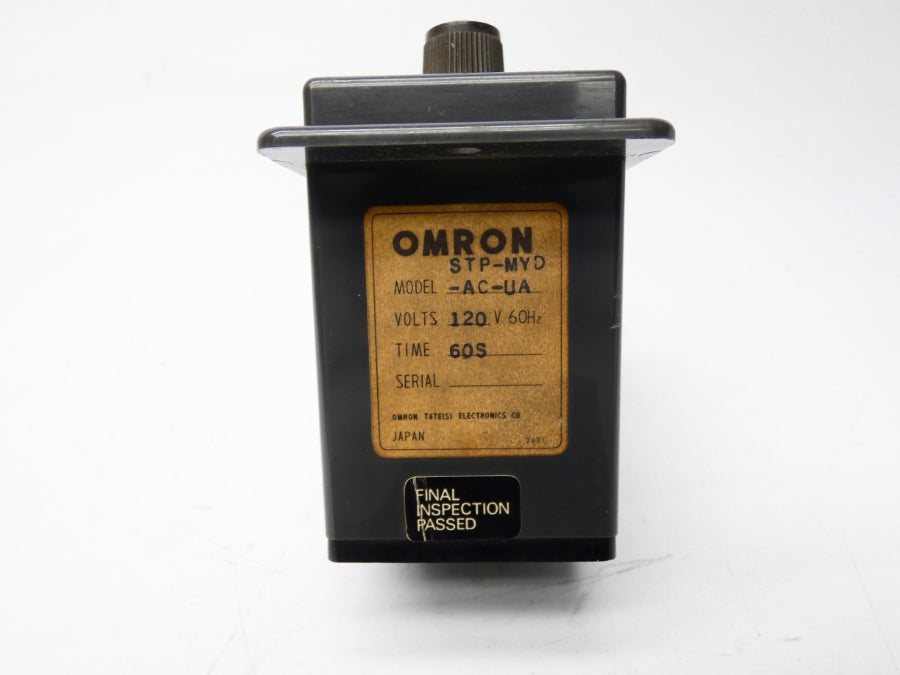 OMRON
STP-MYD
MODEL -AC-UA
VOLTS 120 V 60Hz
TIME 60S
SERIAL
OMRON TATEISI ELECTRONICS CO
JAPAN
FINAL
INSPECTION
PASSED